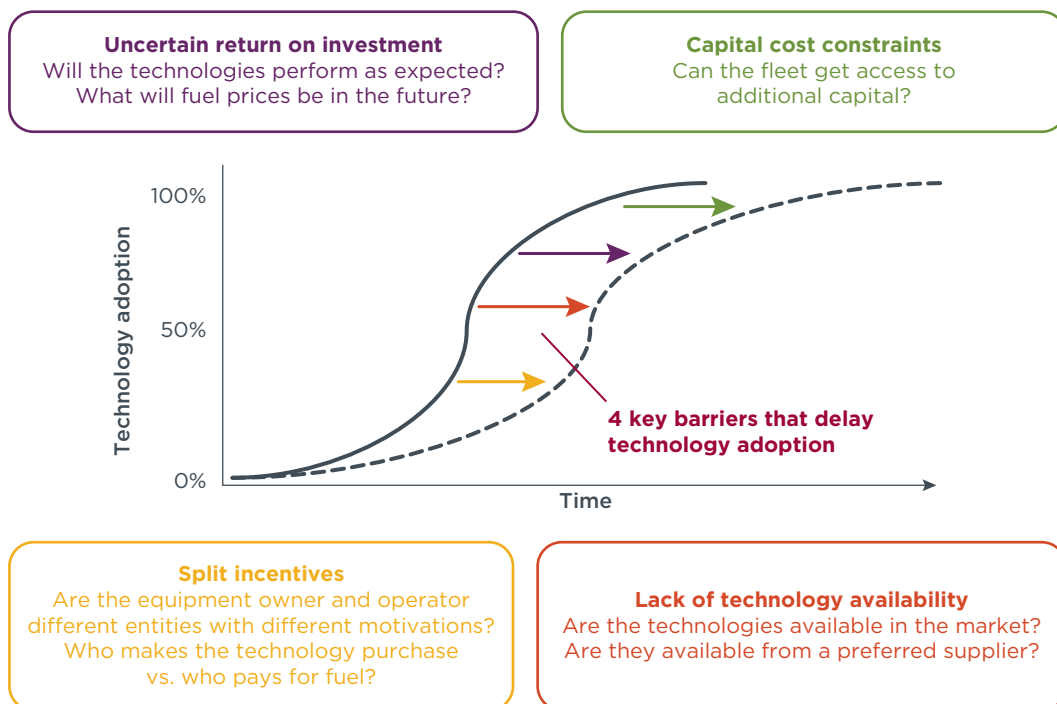 Uncertain return on investment
Will the technologies perform as expected?
What will fuel prices be in the future?
Capital cost constraints
Can the fleet get access to
additional capital?
Technology adoption
100%
50%
0%
4 key barriers that delay
technology adoption
Time
Split incentives
Are the equipment owner and operator
different entities with different motivations?
Who makes the technology purchase
vs. who pays for fuel?
Lack of technology availability
Are the technologies available in the market?
Are they available from a preferred supplier?